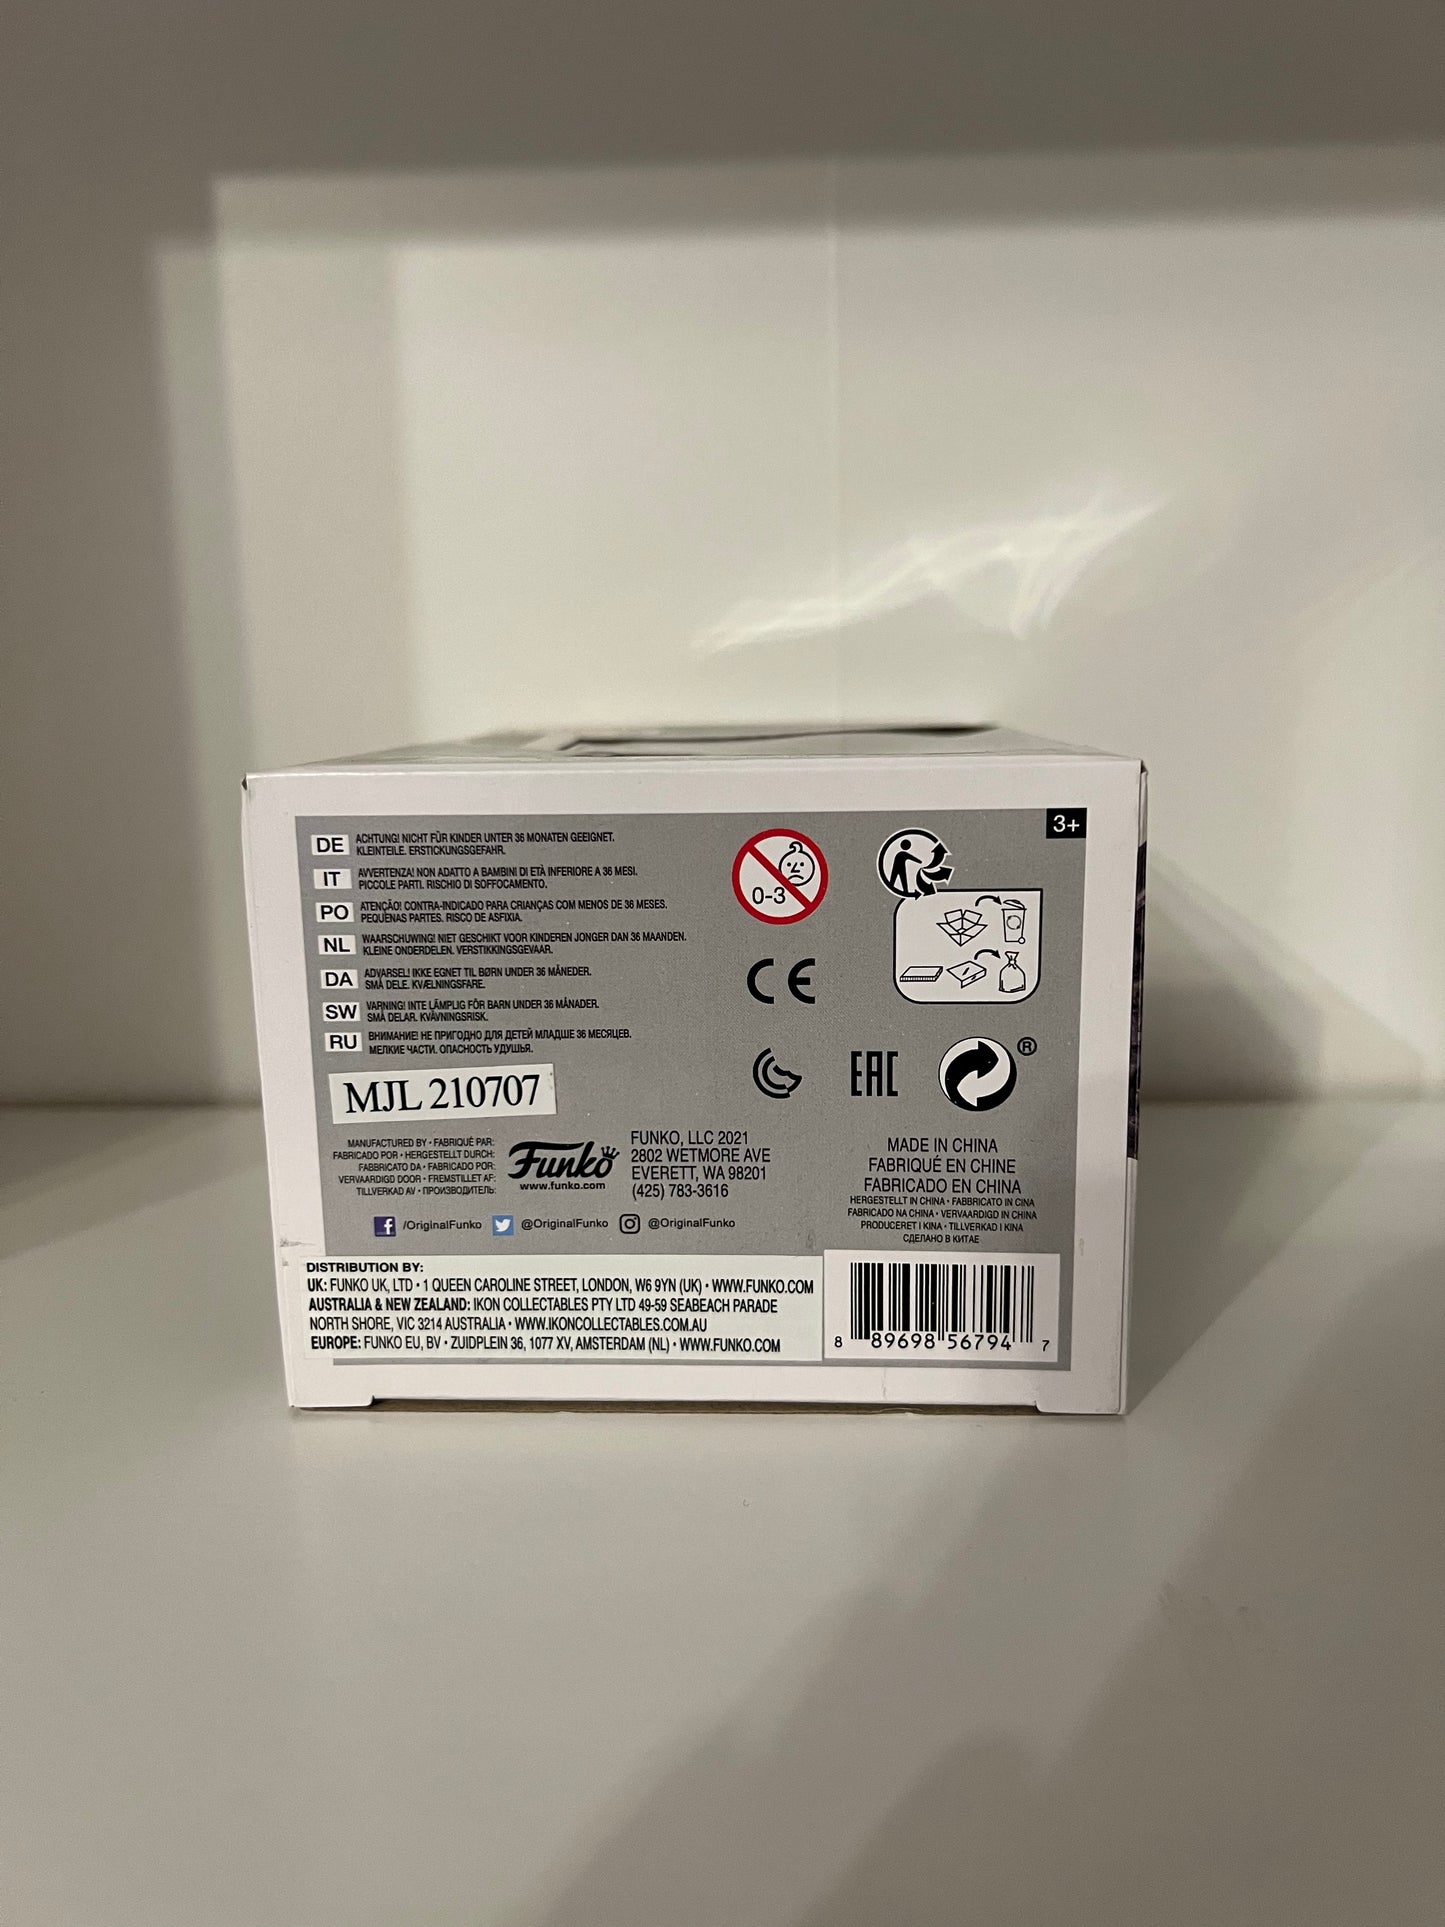 3+
DE ACHTUNG! NICHT FÜR KINDER UNTER 36 MONATEN GEEIGNET.
KLEINTEILE. ERSTICKUNGSGEFAHR.
IT AVVERTENZA! NON ADATTO A BAMBINI DI ETÀ INFERIORE A 36 MESI.
PICCOLE PARTI. RISCHIO DI SOFFOCAMENTO.
PO ATENÇÃO! CONTRA-INDICADO PARA CRIANÇAS COM MENOS DE 36 MESES.
PEQUENAS PARTES. RISCO DE ASFIXIA.
NL WAARSCHUWING! NIET GESCHIKT VOOR KINDEREN JONGER DAN 36 MAANDEN.
KLEINE ONDERDELEN. VERSTIKKINGSGEVAAR.
DA ADVARSEL! IKKE EGNET TIL BØRN UNDER 36 MÅNEDER.
SMÅ DELE. KVÆLNINGSFARE.
SW VARNING! INTE LÄMPLIG FÖR BARN UNDER 36 MÅNADER.
SMÅ DELAR. KVÄVNINGSRISK.
RU ВНИМАНИЕ! НЕ ПРИГОДНО ДЛЯ ДЕТЕЙ МЛАДШЕ 36 МЕСЯЦЕВ.
МЕЛКИЕ ЧАСТИ. ОПАСНОСТЬ УДУШЬЯ.
0-3
CE
EAC
®
MJL 210707
MANUFACTURED BY • FABRIQUÉ PAR:
FABRICADO POR • HERGESTELLT DURCH:
FABBRICATO DA • FABRICADO POR:
VERVAARDIGD DOOR • FREMSTILLET AF:
TILLVERKAD AV • ПРОИЗВОДИТЕЛЬ:
Funko
www.funko.com
FUNKO, LLC 2021
2802 WETMORE AVE
EVERETT, WA 98201
(425) 783-3616
MADE IN CHINA
FABRIQUÉ EN CHINE
FABRICADO EN CHINA
HERGESTELLT IN CHINA • FABBRICATO IN CINA
FABRICADO NA CHINA • VERVAARDIGD IN CHINA
PRODUCERET I KINA • TILLVERKAD I KINA
СДЕЛАНО В КИТАЕ
/OriginalFunko @OriginalFunko @OriginalFunko
DISTRIBUTION BY:
UK: FUNKO UK, LTD • 1 QUEEN CAROLINE STREET, LONDON, W6 9YN (UK) • WWW.FUNKO.COM
AUSTRALIA & NEW ZEALAND: IKON COLLECTABLES PTY LTD 49-59 SEABEACH PARADE
NORTH SHORE, VIC 3214 AUSTRALIA • WWW.IKONCOLLECTABLES.COM.AU
EUROPE: FUNKO EU, BV • ZUIDPLEIN 36, 1077 XV, AMSTERDAM (NL) • WWW.FUNKO.COM
8 89698 56794 7